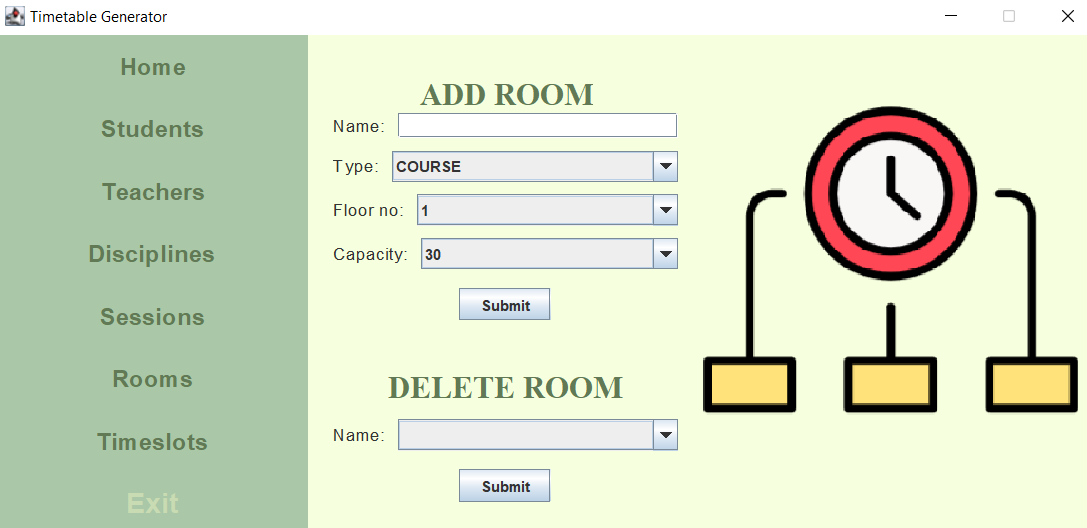 Timetable Generator
Home
Students
Teachers
Disciplines
Sessions
Rooms
Timeslots
Exit
ADD ROOM
Name:
Type: COURSE
Floor no: 1
Capacity: 30
Submit
DELETE ROOM
Name:
Submit